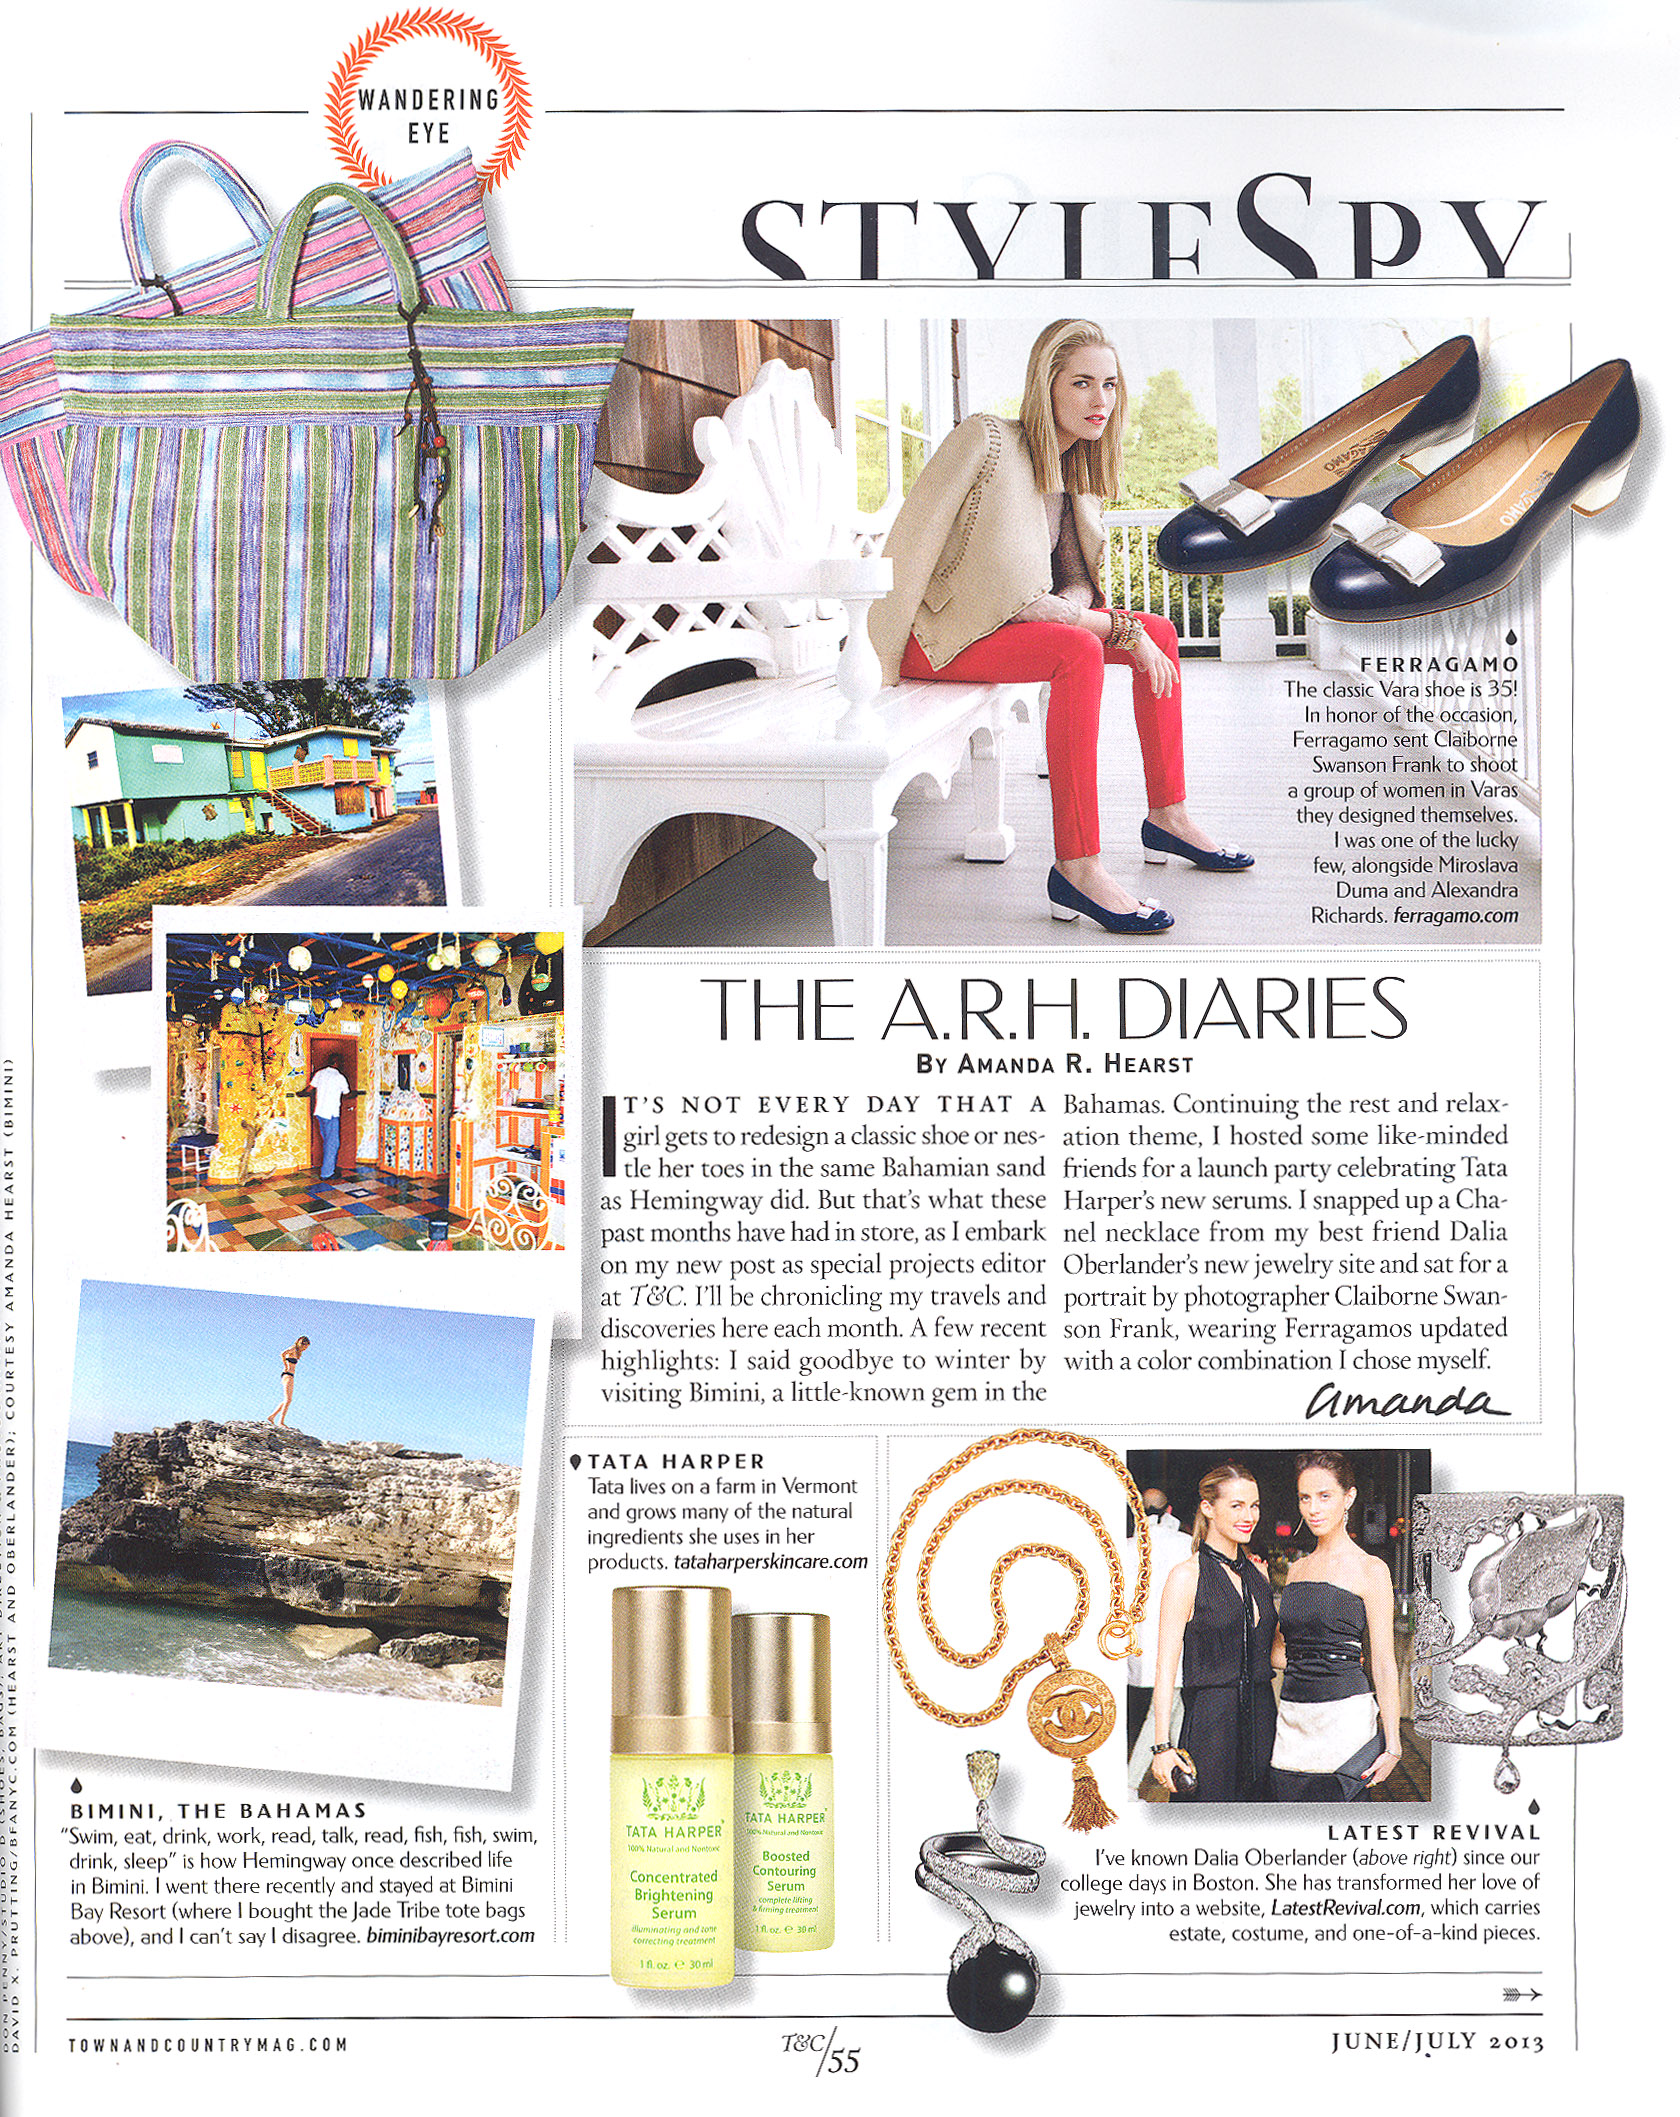 WANDERING
EYE
STYLESPY
FERRAGAMO
The classic Vara shoe is 35!
In honor of the occasion,
Ferragamo sent Claiborne
Swanson Frank to shoot
a group of women in Varas
they designed themselves.
I was one of the lucky
few, alongside Miroslava
Duma and Alexandra
Richards. ferragamo.com
THE A.R.H. DIARIES
BY AMANDA R. HEARST
IT'S NOT EVERY DAY THAT A
girl gets to redesign a classic shoe or nes-
tle her toes in the same Bahamian sand
as Hemingway did. But that's what these
past months have had in store, as I embark
on my new post as special projects editor
at T&C. I'll be chronicling my travels and
discoveries here each month. A few recent
highlights: I said goodbye to winter by
visiting Bimini, a little-known gem in the
Bahamas. Continuing the rest and relax-
ation theme, I hosted some like-minded
friends for a launch party celebrating Tata
Harper's new serums. I snapped up a Cha-
nel necklace from my best friend Dalia
Oberlander's new jewelry site and sat for a
portrait by photographer Claiborne Swan-
son Frank, wearing Ferragamos updated
with a color combination I chose myself.
amanda
TATA HARPER
Tata lives on a farm in Vermont
and grows many of the natural
ingredients she uses in her
products. tataharperskincare.com
TATA HARPER
100% Natural and Nontoxic
Concentrated
Brightening
Serum
illuminating and tone
correcting treatment
1 fl. oz. ℮ 30 ml
TATA HARPER
100% Natural and Nontoxic
Boosted
Contouring
Serum
complete lifting
& firming treatment
1 fl. oz. ℮ 30 ml
BIMINI, THE BAHAMAS
"Swim, eat, drink, work, read, talk, read, fish, fish, swim,
drink, sleep" is how Hemingway once described life
in Bimini. I went there recently and stayed at Bimini
Bay Resort (where I bought the Jade Tribe tote bags
above), and I can't say I disagree. biminibayresort.com
LATEST REVIVAL
I've known Dalia Oberlander (above right) since our
college days in Boston. She has transformed her love of
jewelry into a website, LatestRevival.com, which carries
estate, costume, and one-of-a-kind pieces.
DAVID X. PRUTTING/BFANYC.COM (HEARST AND OBERLANDER); COURTESY AMANDA HEARST (BIMINI)
TOWNANDCOUNTRYMAG.COM
T&C/55
JUNE/JULY 2013